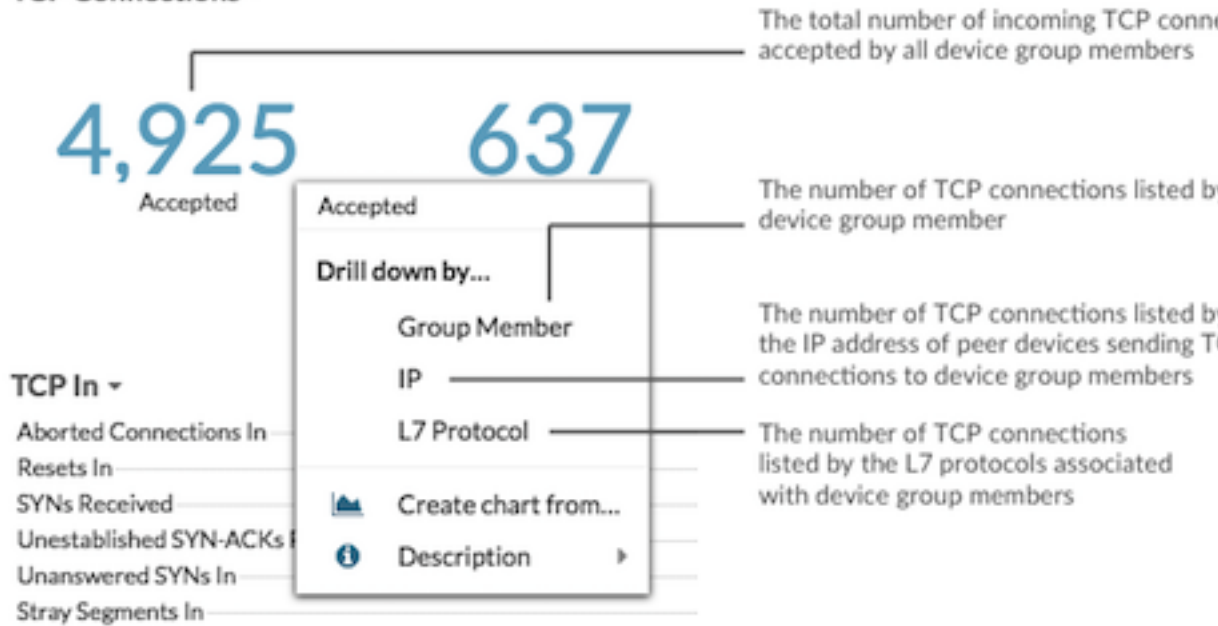 The total number of incoming TCP
accepted by all device group members
4,925
637
Accepted
Accepted
Drill down by...
Group Member
IP
L7 Protocol
Create chart from...
Description
The number of TCP connections listed
device group member
The number of TCP connections listed
the IP address of peer devices sending
connections to device group members
The number of TCP connections
listed by the L7 protocols associated
with device group members
TCP In
Aborted Connections In
Resets In
SYNs Received
Unestablished SYN-ACKs
Unanswered SYNs In
Stray Segments In